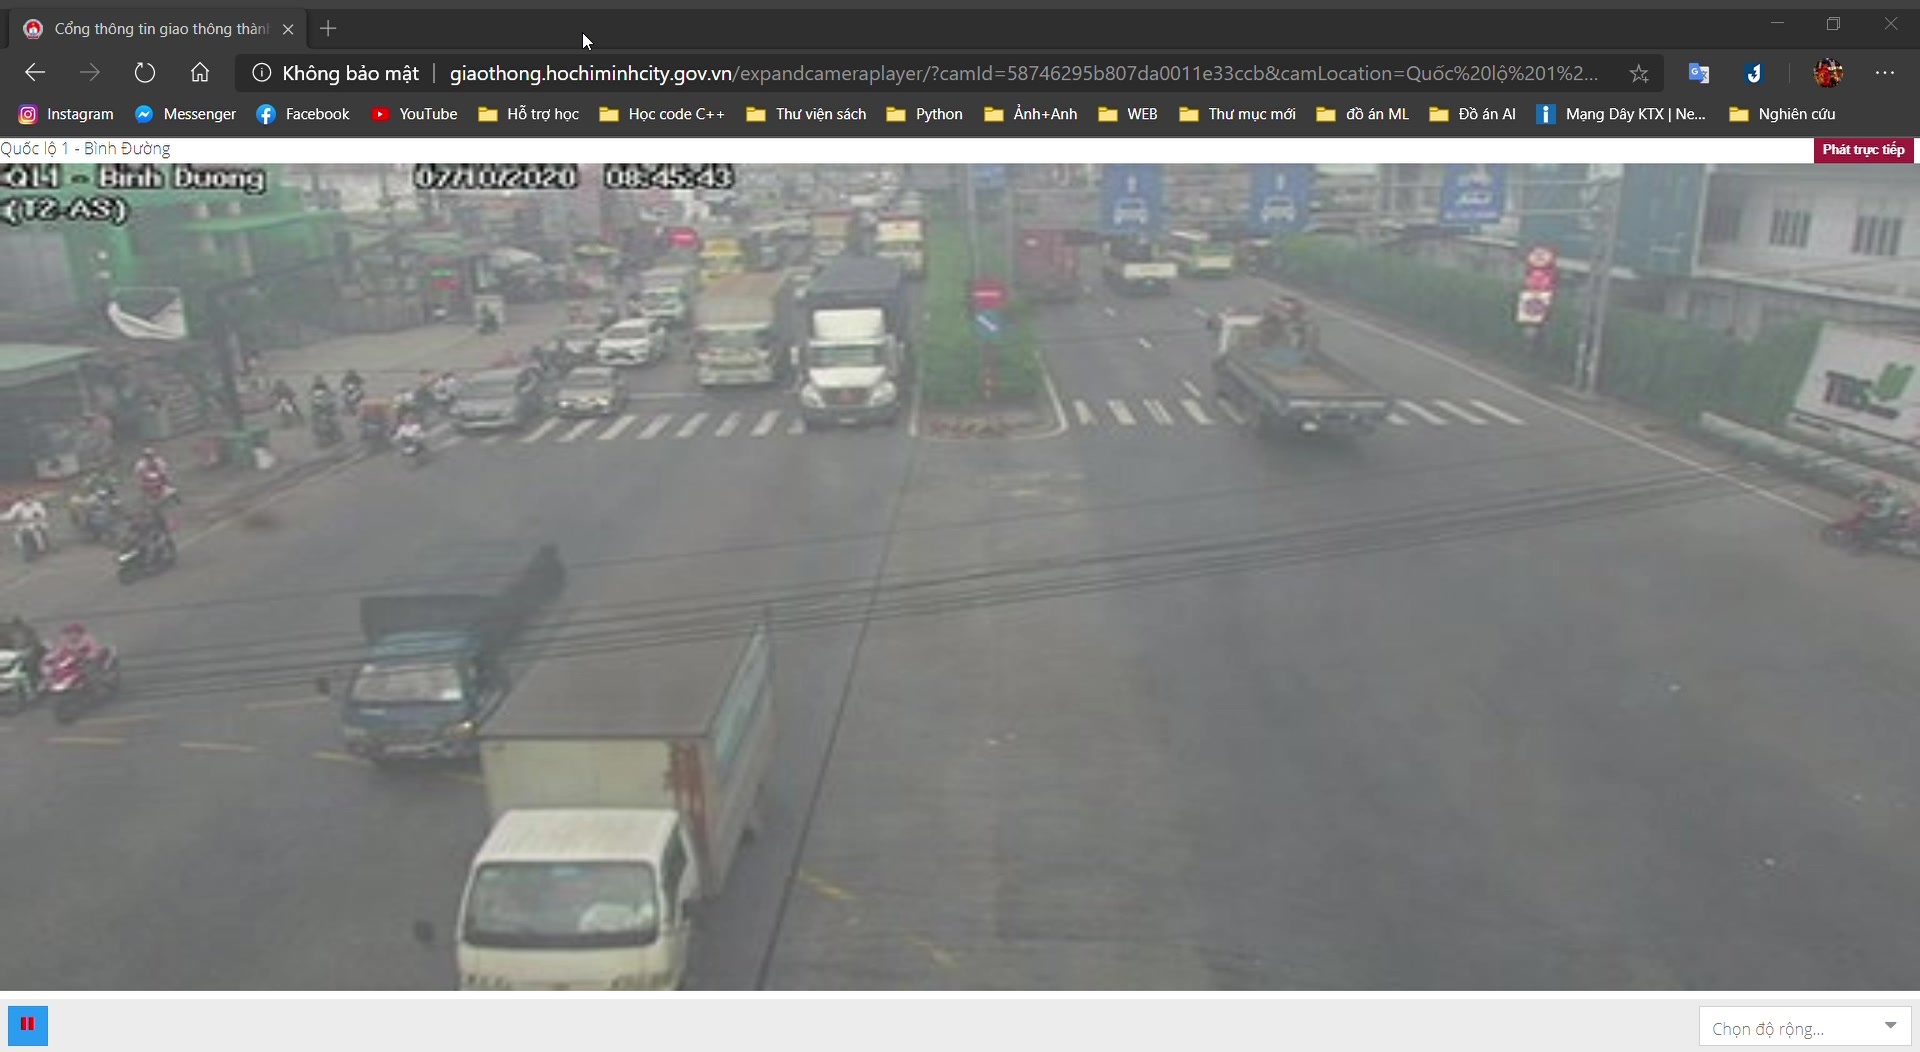 Cổng thông tin giao thông thàn
Không bảo mật giaothong.hochiminhcity.gov.vn/expandcameraplayer/?camId=58746295b807da0011e33ccb&camLocation=Quốc%20lộ%201%2...
Instagram Messenger Facebook YouTube Hỗ trợ học Học code C++ Thư viện sách Python Ảnh+Anh WEB Thư mục mới đồ án ML Đồ án AI Mạng Dây KTX | Ne... Nghiên cứu
Quốc lộ 1 - Bình Đường Phát trực tiếp
QL1 - Binh Duong 07/10/2020 08:45:43
(T2-AS)
Chọn độ rộng...